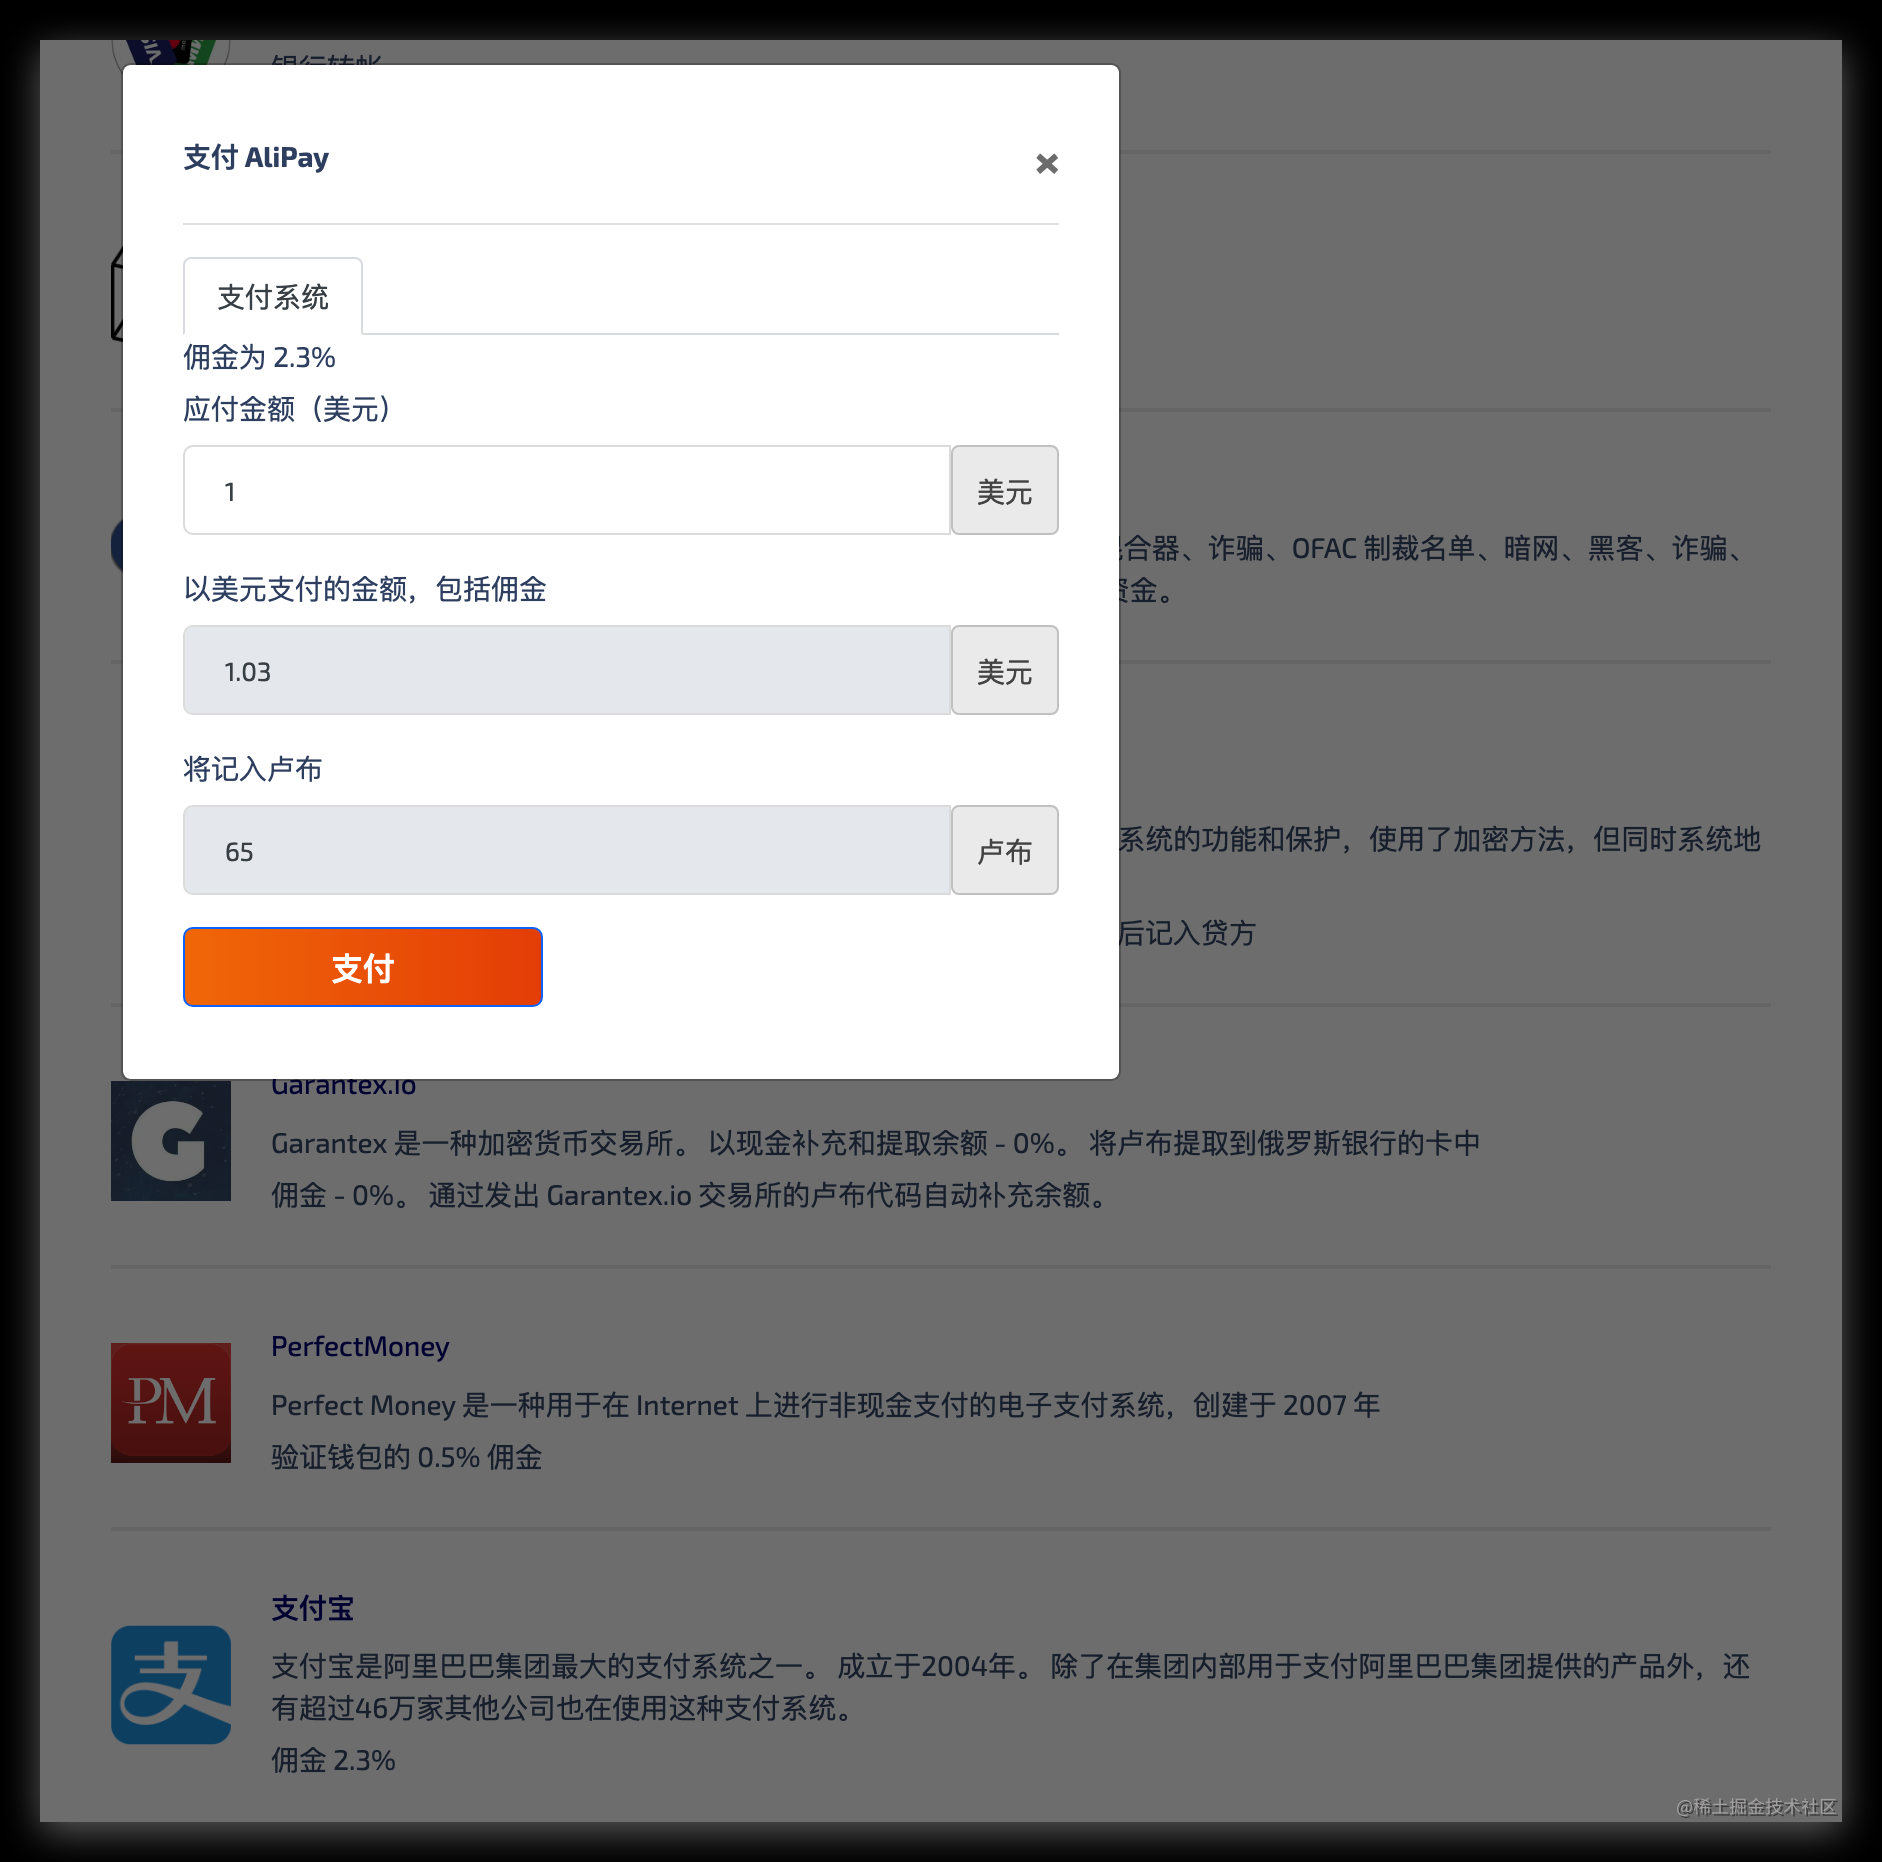 银行转帐
支付 AliPay
支付系统
佣金为 2.3%
应付金额（美元）
1
美元
以美元支付的金额，包括佣金
1.03
美元
将记入卢布
65
卢布
支付
合器、诈骗、OFAC 制裁名单、暗网、黑客、诈骗、
资金。
系统的功能和保护，使用了加密方法，但同时系统地
后记入贷方
Garantex.io
G
Garantex 是一种加密货币交易所。 以现金补充和提取余额 - 0%。 将卢布提取到俄罗斯银行的卡中
佣金 - 0%。 通过发出 Garantex.io 交易所的卢布代码自动补充余额。
PerfectMoney
PM
Perfect Money 是一种用于在 Internet 上进行非现金支付的电子支付系统，创建于 2007 年
验证钱包的 0.5% 佣金
支付宝
支
支付宝是阿里巴巴集团最大的支付系统之一。 成立于2004年。 除了在集团内部用于支付阿里巴巴集团提供的产品外，还
有超过46万家其他公司也在使用这种支付系统。
佣金 2.3%
@稀土掘金技术社区